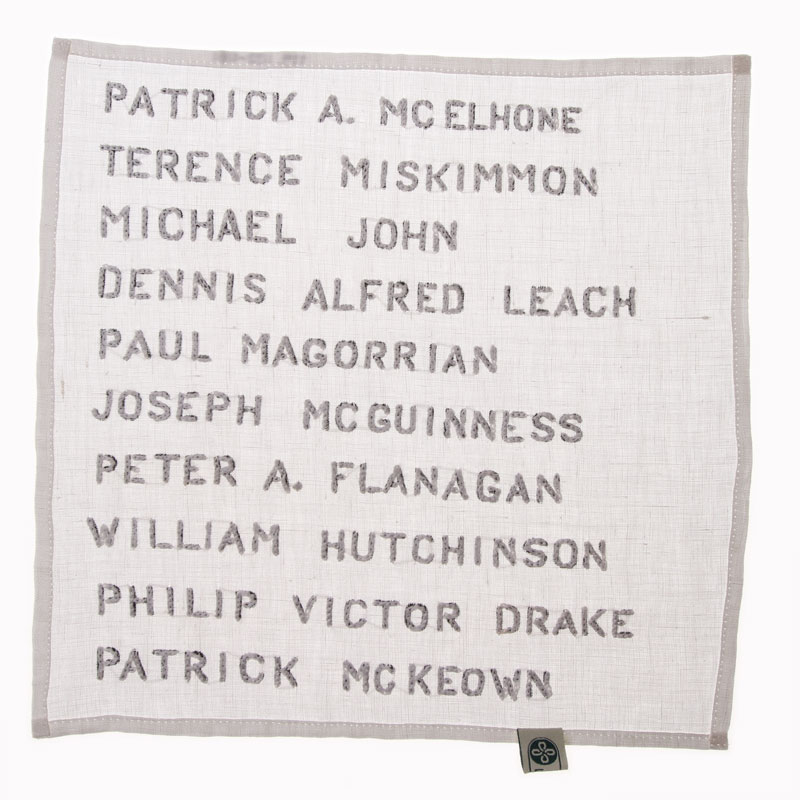 PATRICK A. MCELHONE
TERENCE MISKIMMON
MICHAEL JOHN
DENNIS ALFRED LEACH
PAUL MAGORRIAN
JOSEPH MCGUINNESS
PETER A. FLANAGAN
WILLIAM HUTCHINSON
PHILIP VICTOR DRAKE
PATRICK MCKEOWN